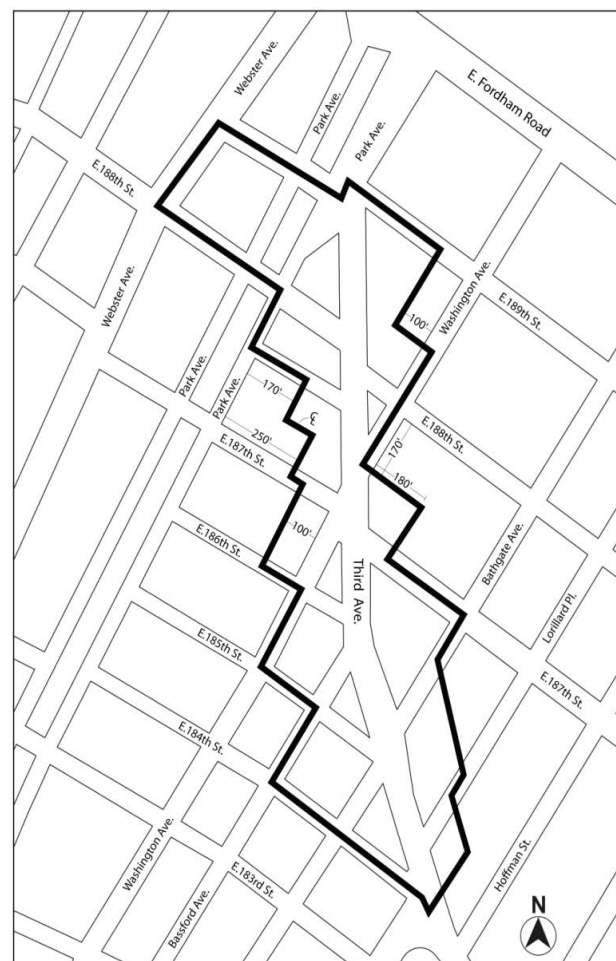 Webster Ave.
Park Ave.
Park Ave.
E. Fordham Road
E.188th St.
Washington Ave.
E.189th St.
100'
Webster Ave.
Park Ave.
Park Ave.
170'
250'
E.187th St.
E.188th St.
170'
180'
100'
E.186th St.
Third Ave.
Bathgate Ave.
Lorillard Pl.
E.185th St.
E.187th St.
E.184th St.
Washington Ave.
Bassford Ave.
E.183rd St.
Hoffman St.
N